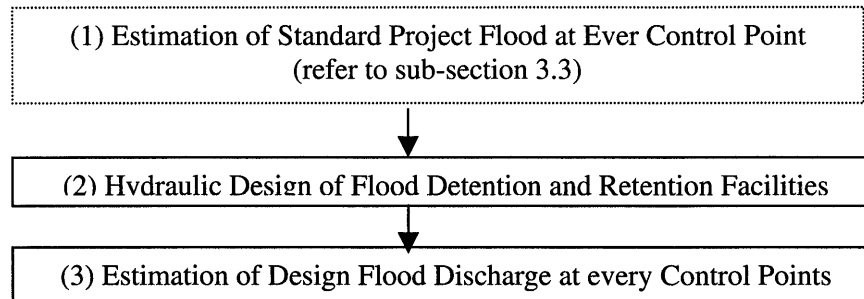 (1) Estimation of Standard Project Flood at Ever Control Point
(refer to sub-section 3.3)
(2) Hydraulic Design of Flood Detention and Retention Facilities
(3) Estimation of Design Flood Discharge at every Control Points